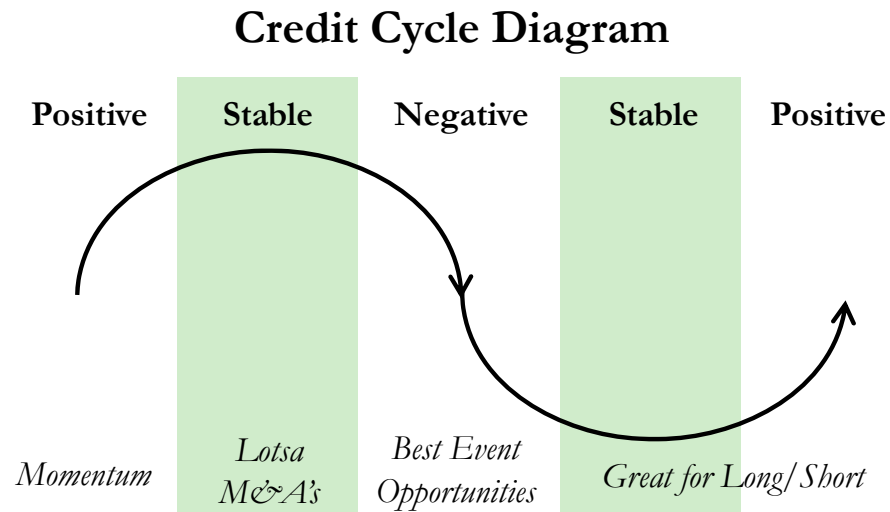 Credit Cycle Diagram
Positive Stable Negative Stable Positive
Momentum
Lotsa
M&A's
Best Event
Opportunities
Great for Long/Short